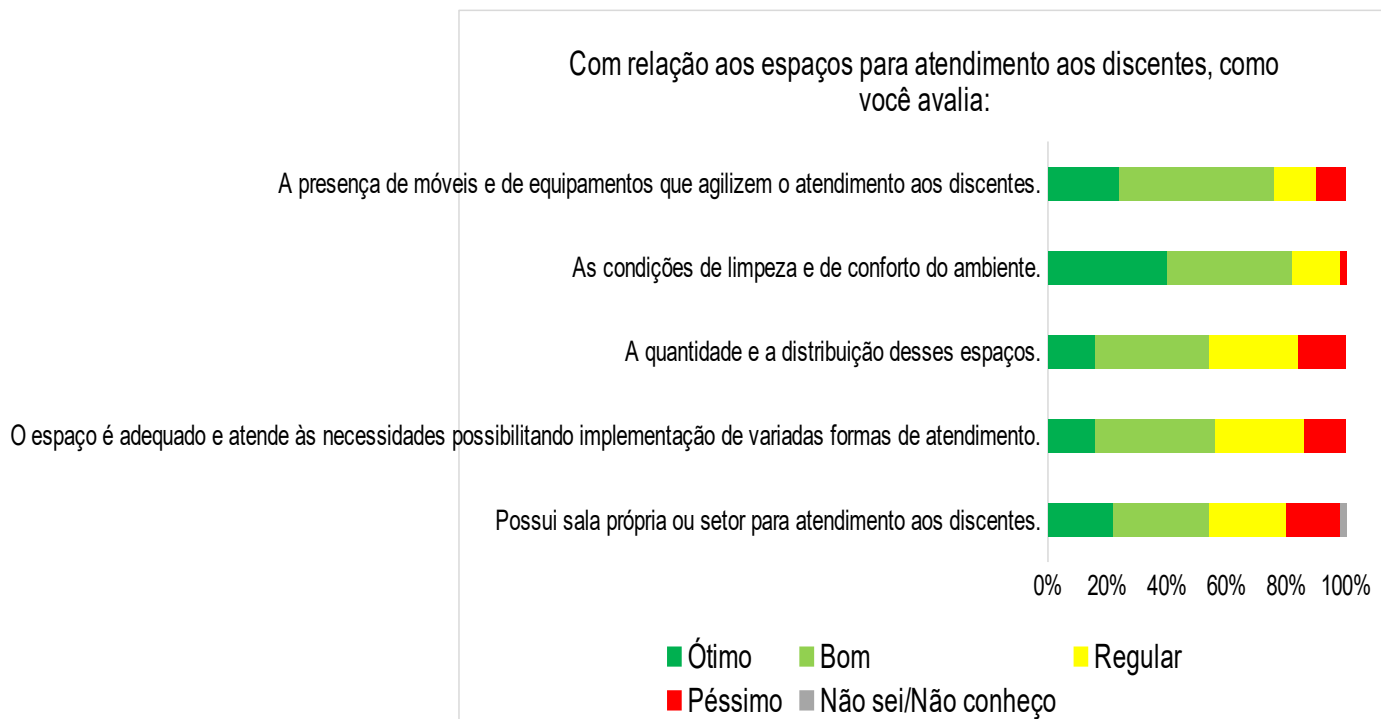 Com relação aos espaços para atendimento aos discentes, como
você avalia:
A presença de móveis e de equipamentos que agilizem o atendimento aos discentes.
As condições de limpeza e de conforto do ambiente.
A quantidade e a distribuição desses espaços.
O espaço é adequado e atende às necessidades possibilitando implementação de variadas formas de atendimento.
Possui sala própria ou setor para atendimento aos discentes.
0% 20% 40% 60% 80% 100%
Ótimo Bom Regular
Péssimo Não sei/Não conheço